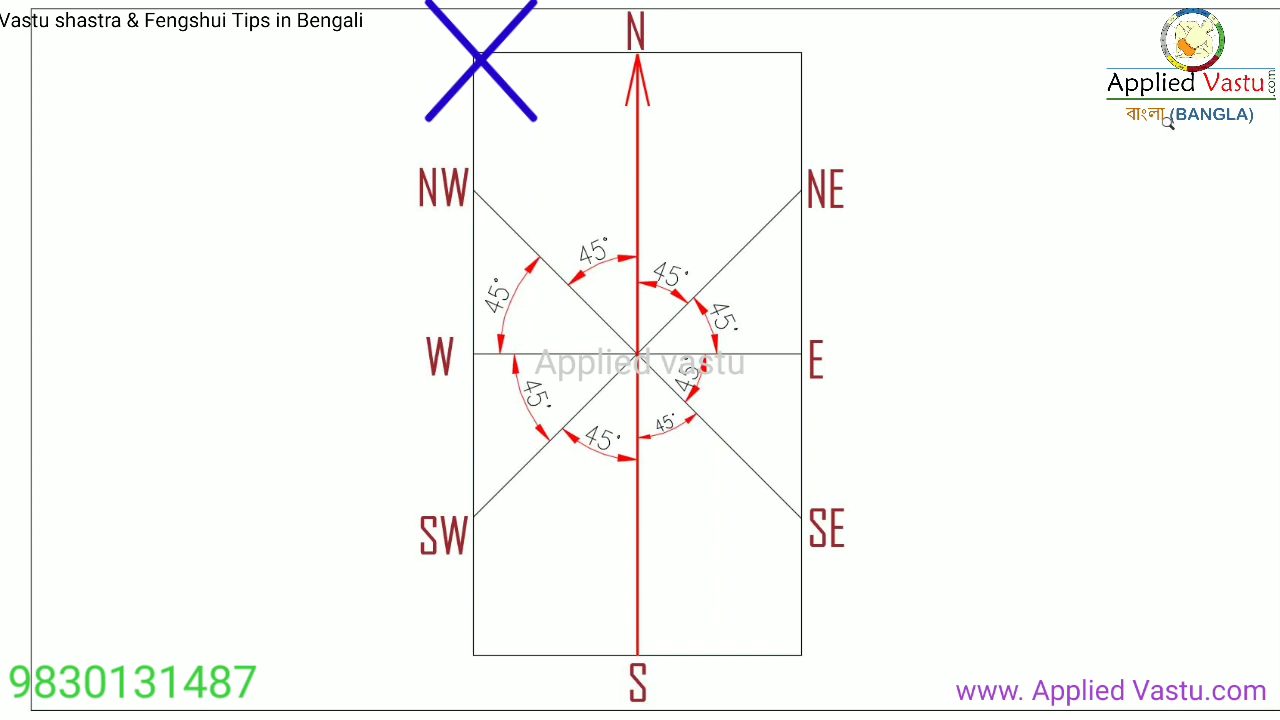 Vastu shastra & Fengshui Tips in Bengali
N
Applied Vastu.com
বাংলা (BANGLA)
NW
NE
45°
45°
45°
45°
W
Applied vastu
E
45°
45°
45°
45°
SW
SE
S
9830131487
www. Applied Vastu.com